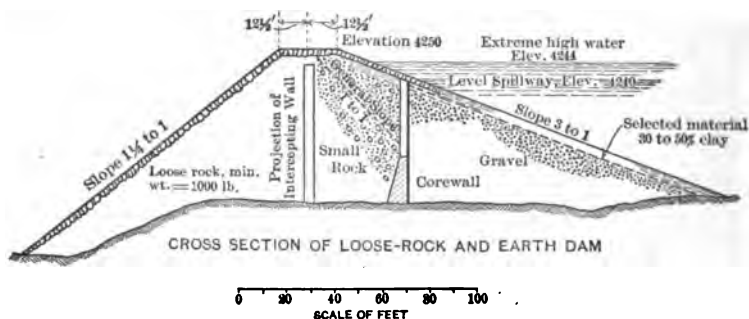 12½' 12½'
Elevation 4250
Extreme high water
Elev. 4244
Level Spillway, Elev. 4240
Slope 1¼ to 1
Projection of
Intercepting Wall
Loose rock, min.
wt.=1000 lb.
Small
Rock
to 1
Corewall
Gravel
Slope 3 to 1
Selected material
30 to 50% clay
CROSS SECTION OF LOOSE-ROCK AND EARTH DAM
0 20 40 60 80 100
SCALE OF FEET